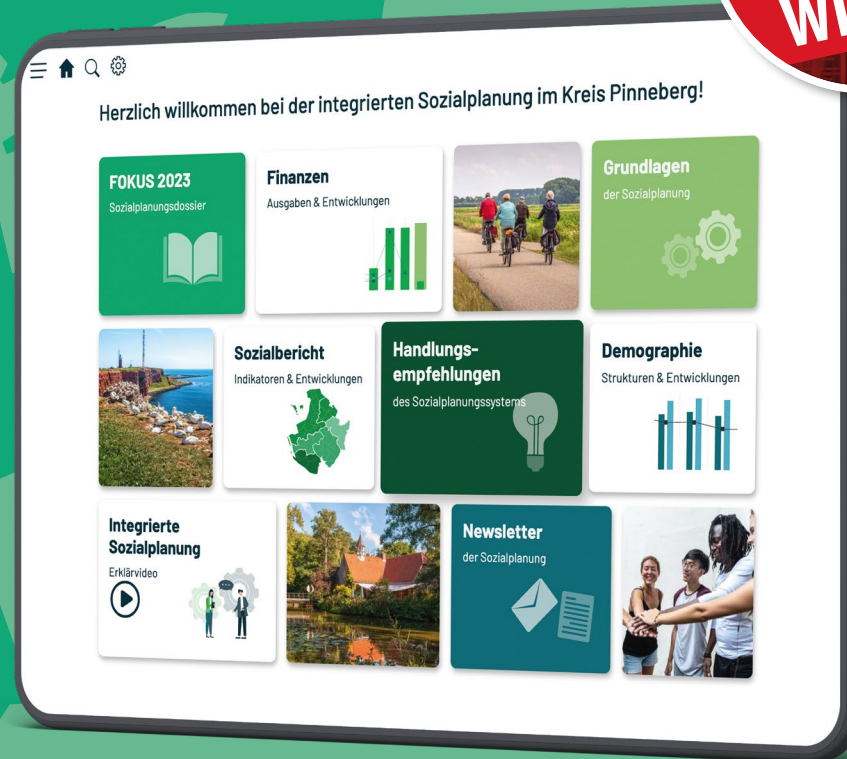 Herzlich willkommen bei der integrierten Sozialplanung im Kreis Pinneberg!
FOKUS 2023
Sozialplanungsdossier
Finanzen
Ausgaben & Entwicklungen
Grundlagen
der Sozialplanung
Sozialbericht
Indikatoren & Entwicklungen
Handlungs-
empfehlungen
des Sozialplanungssystems
Demographie
Strukturen & Entwicklungen
Integrierte
Sozialplanung
Erklärvideo
Newsletter
der Sozialplanung